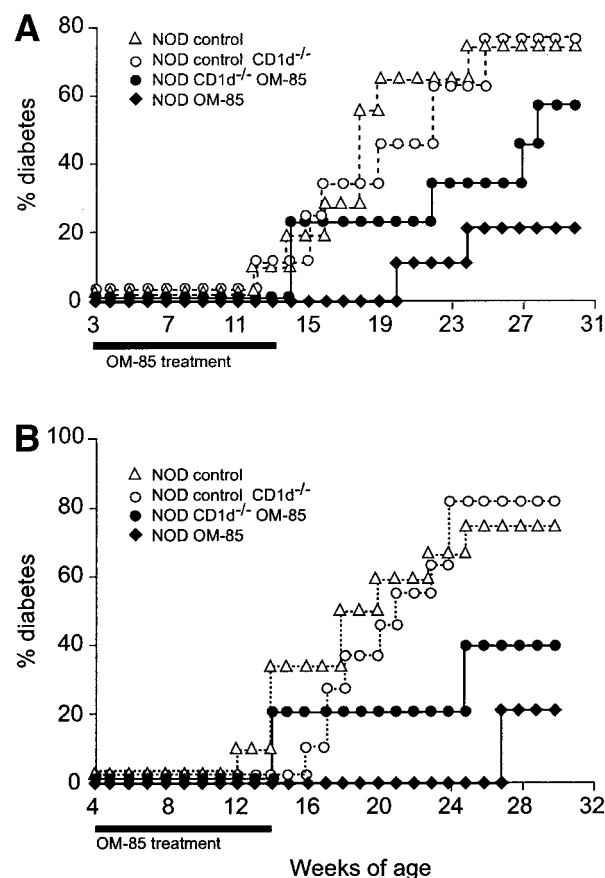 A
80
60
40
20
0
% diabetes
NOD control
NOD control CD1d-/-
NOD CD1d-/- OM-85
NOD OM-85
3 7 11 15 19 23 27 31
OM-85 treatment
B
100
80
60
40
20
0
% diabetes
NOD control
NOD control CD1d-/-
NOD CD1d-/- OM-85
NOD OM-85
4 8 12 16 20 24 28 32
OM-85 treatment
Weeks of age